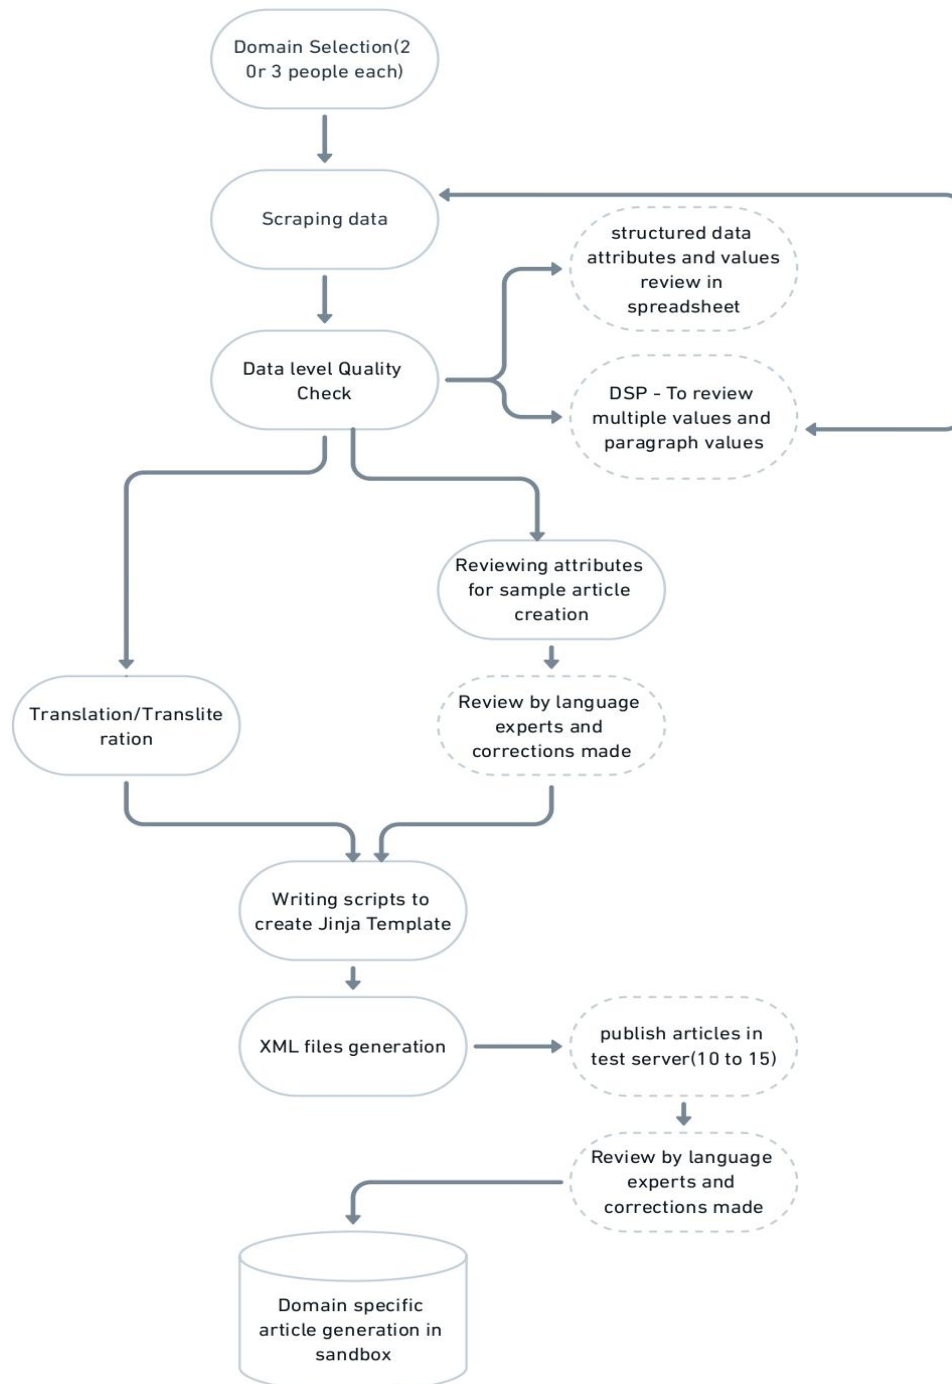 Domain Selection(2
0r 3 people each)
Scraping data
structured data
attributes and values
review in
spreadsheet
Data level Quality
Check
DSP - To review
multiple values and
paragraph values
Reviewing attributes
for sample article
creation
Translation/Translite
ration
Review by language
experts and
corrections made
Writing scripts to
create Jinja Template
XML files generation
publish articles in
test server(10 to 15)
Review by language
experts and
corrections made
Domain specific
article generation in
sandbox